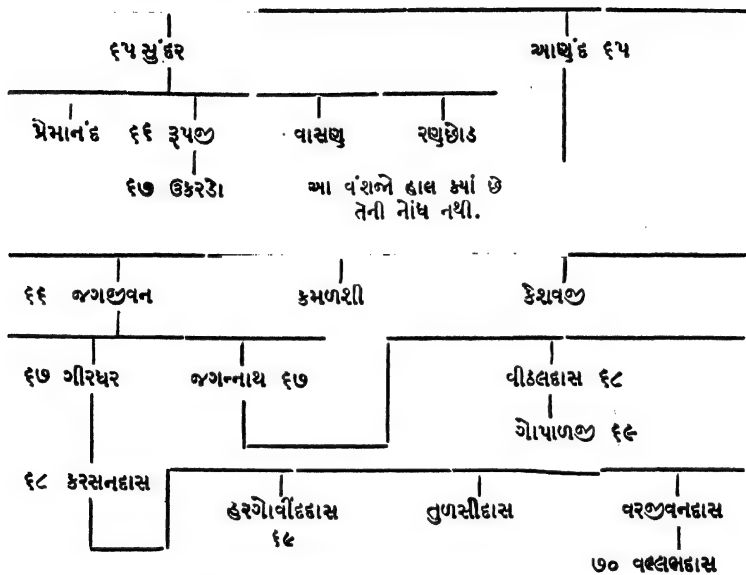 ૬૫ સુંદર આણુંદ ૬૫
પ્રેમાનંદ ૬૬ રૂપજી વાસણ રણછોડ
૬૭ ઉકરડો આ વંશજો હાલ ક્યાં છે
તેની નોંધ નથી.
૬૬ જગજીવન કમળશી કેશવજી
૬૭ ગીરધર જગન્નાથ ૬૭ વીઠલદાસ ૬૮
ગોપાળજી ૬૯
૬૮ કરસનદાસ હરગોવીંદદાસ તુળસીદાસ વરજીવનદાસ
૬૯
૭૦ વલ્લભદાસ